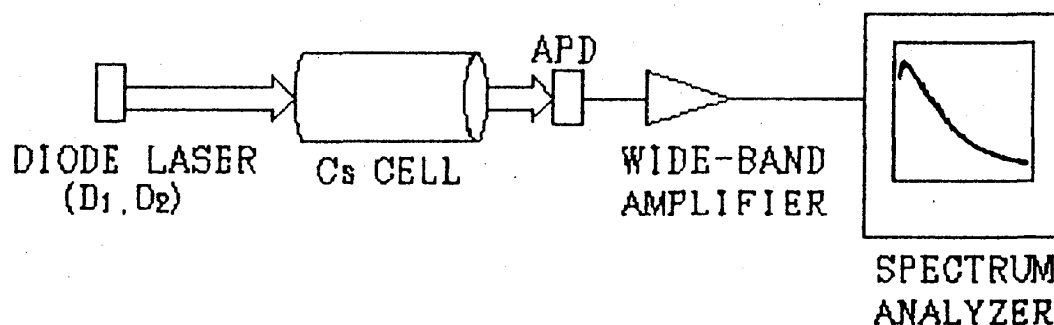 APD
DIODE LASER
(D1, D2)
Cs CELL
WIDE-BAND
AMPLIFIER
SPECTRUM
ANALYZER